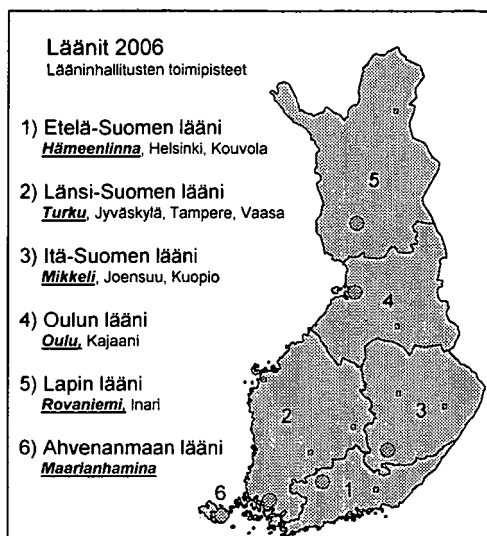 Läänit 2006
Lääninhallitusten toimipisteet
1) Etelä-Suomen lääni
Hämeenlinna, Helsinki, Kouvola
2) Länsi-Suomen lääni
Turku, Jyväskylä, Tampere, Vaasa
3) Itä-Suomen lääni
Mikkeli, Joensuu, Kuopio
4) Oulun lääni
Oulu, Kajaani
5) Lapin lääni
Rovaniemi, Inari
6) Ahvenanmaan lääni
Maarianhamina
5
4
2
3
6
1